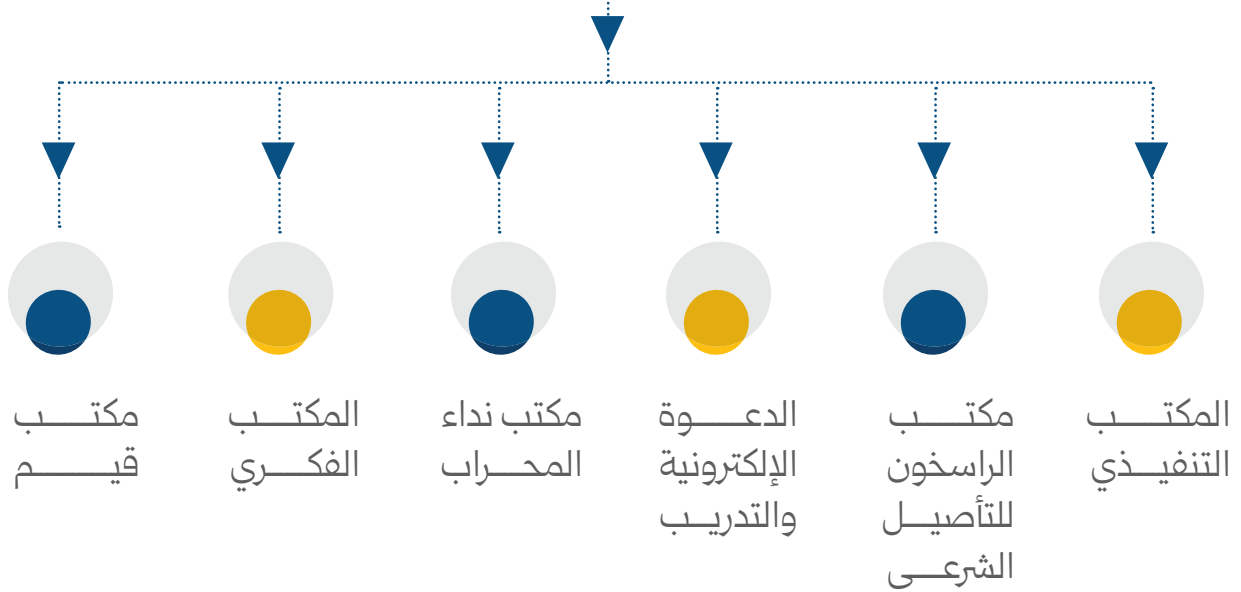 المكتب
التنفيذي
مكتب
الراسخون
للتأصيل
الشرعي
الدعوة
الإلكترونية
والتدريب
مكتب نداء
المحراب
المكتب
الفكري
مكتب
قيم